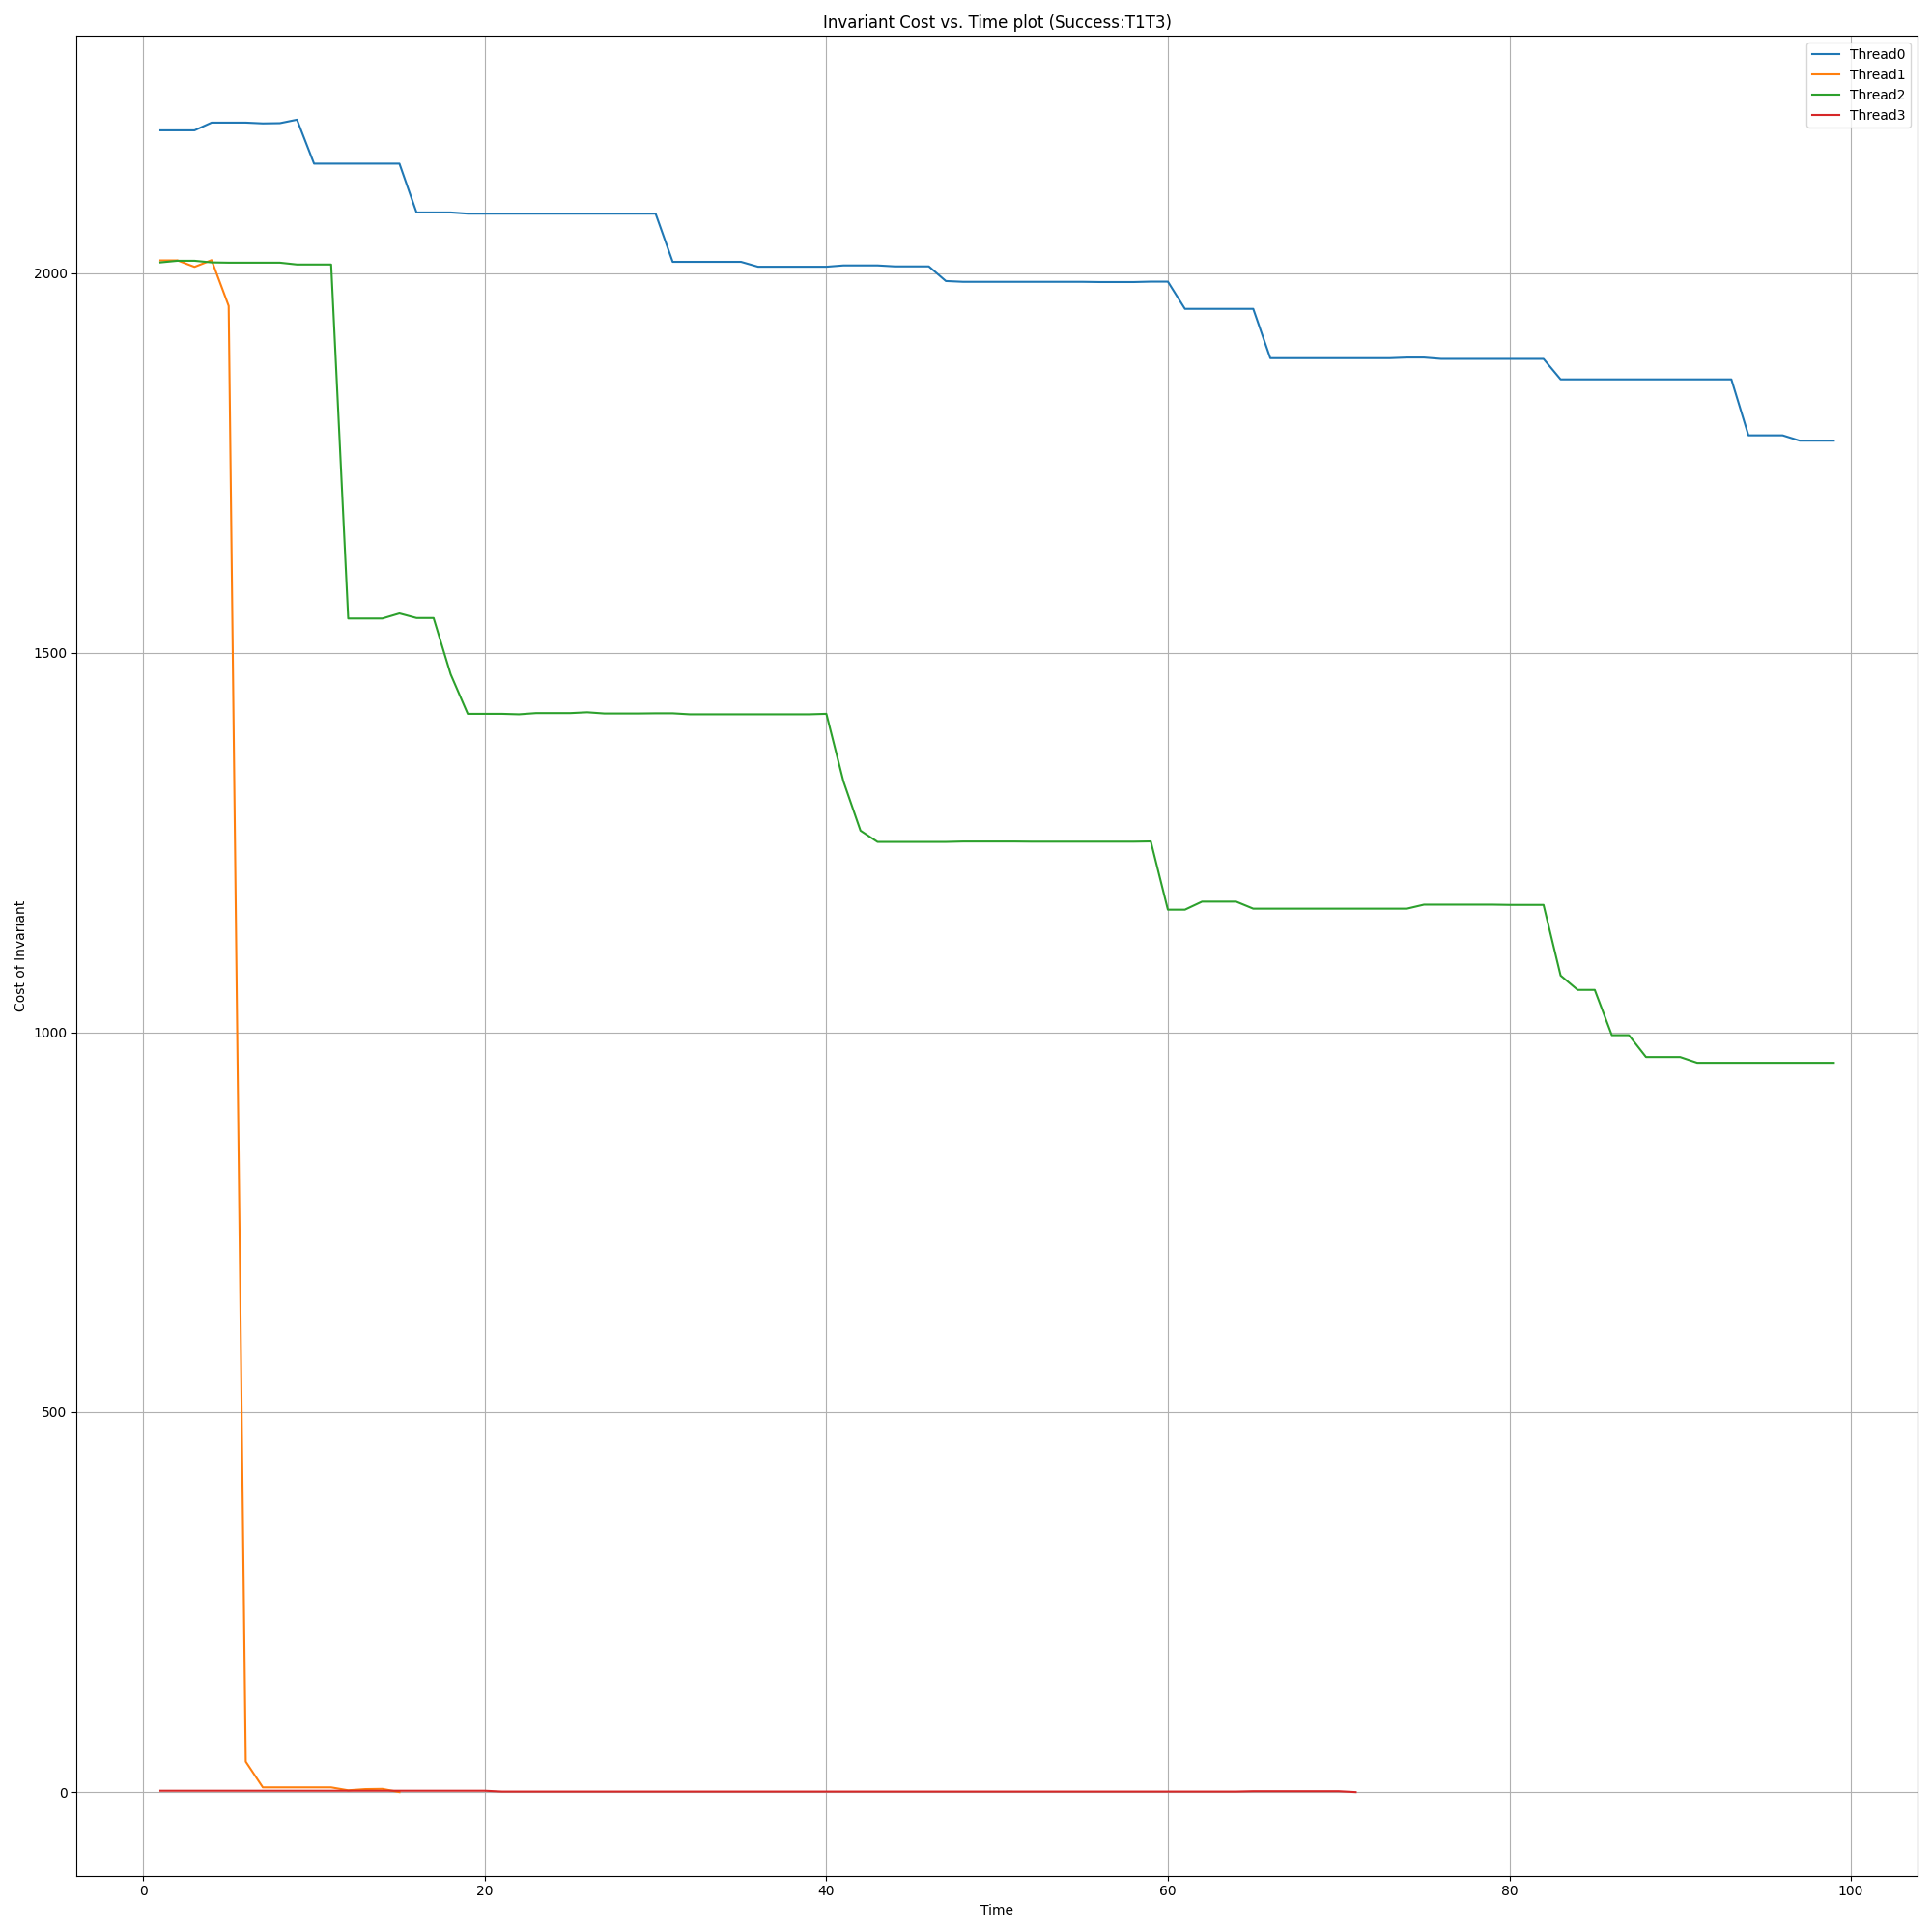 Invariant Cost vs. Time plot (Success:T1T3)
Thread0
Thread1
Thread2
Thread3
2000
1500
1000
500
0
Cost of Invariant
0 20 40 60 80 100
Time